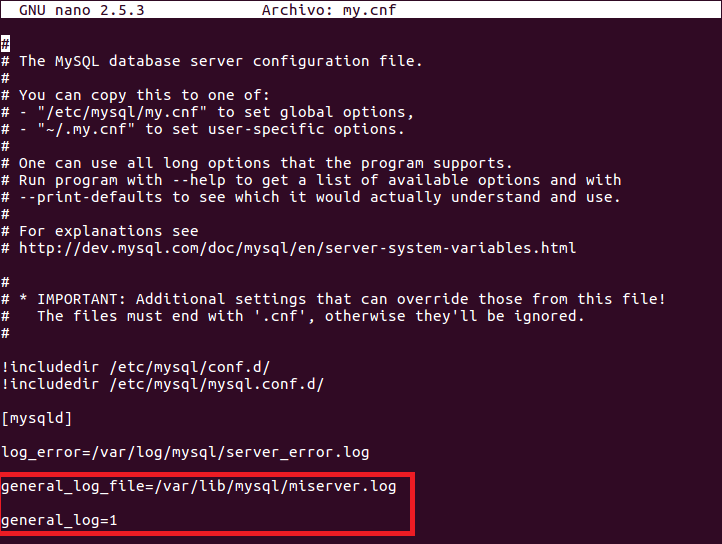 GNU nano 2.5.3 Archivo: my.cnf
#
# The MySQL database server configuration file.
#
# You can copy this to one of:
# - "/etc/mysql/my.cnf" to set global options,
# - "~/.my.cnf" to set user-specific options.
#
# One can use all long options that the program supports.
# Run program with --help to get a list of available options and with
# --print-defaults to see which it would actually understand and use.
#
# For explanations see
# http://dev.mysql.com/doc/mysql/en/server-system-variables.html
#
# * IMPORTANT: Additional settings that can override those from this file!
#   The files must end with '.cnf', otherwise they'll be ignored.
#
!includedir /etc/mysql/conf.d/
!includedir /etc/mysql/mysql.conf.d/
[mysqld]
log_error=/var/log/mysql/server_error.log
general_log_file=/var/lib/mysql/miserver.log
general_log=1